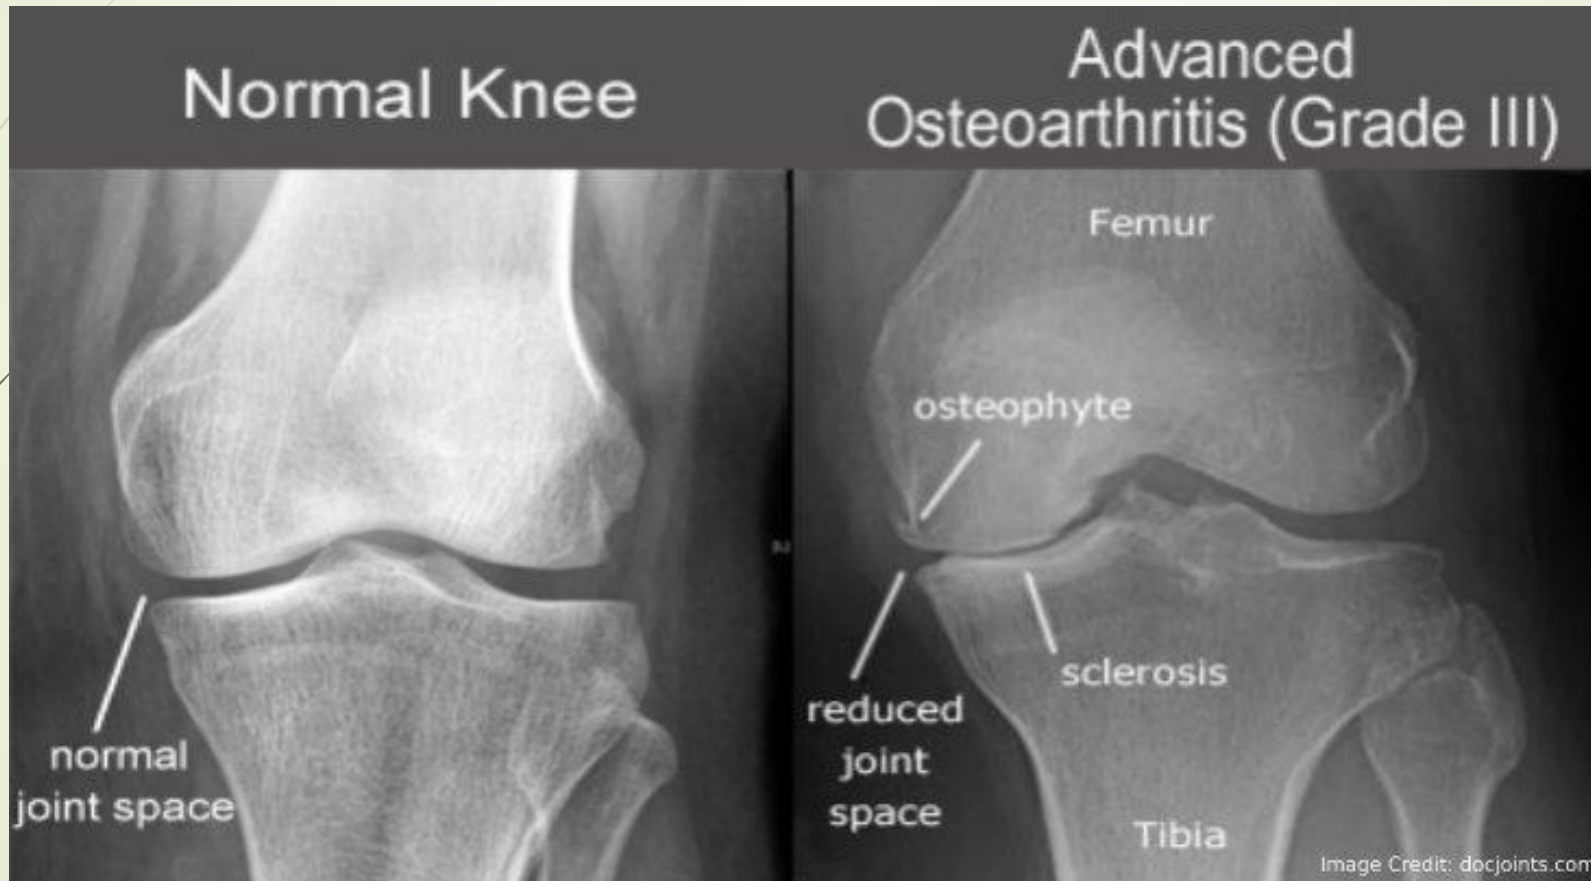 Normal Knee
Advanced
Osteoarthritis (Grade III)
Femur
osteophyte
sclerosis
reduced
joint
space
normal
joint space
Tibia
Image Credit: docjoints.com